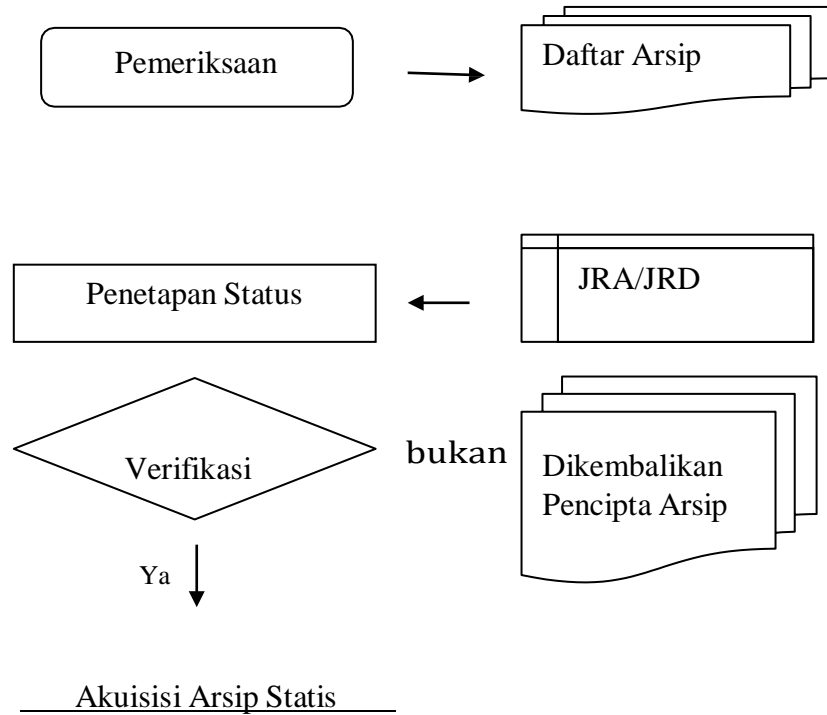 Pemeriksaan
Daftar Arsip
Penetapan Status
JRA/JRD
Verifikasi
bukan
Dikembalikan
Pencipta Arsip
Ya
Akuisisi Arsip Statis